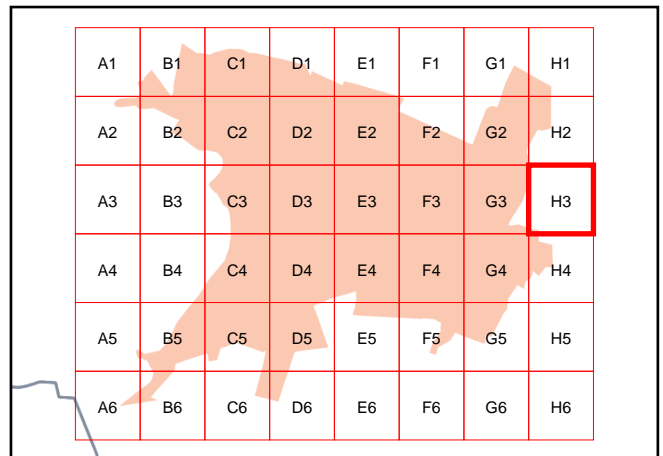 A1 B1 C1 D1 E1 F1 G1 H1
A2 B2 C2 D2 E2 F2 G2 H2
A3 B3 C3 D3 E3 F3 G3 H3
A4 B4 C4 D4 E4 F4 G4 H4
A5 B5 C5 D5 E5 F5 G5 H5
A6 B6 C6 D6 E6 F6 G6 H6